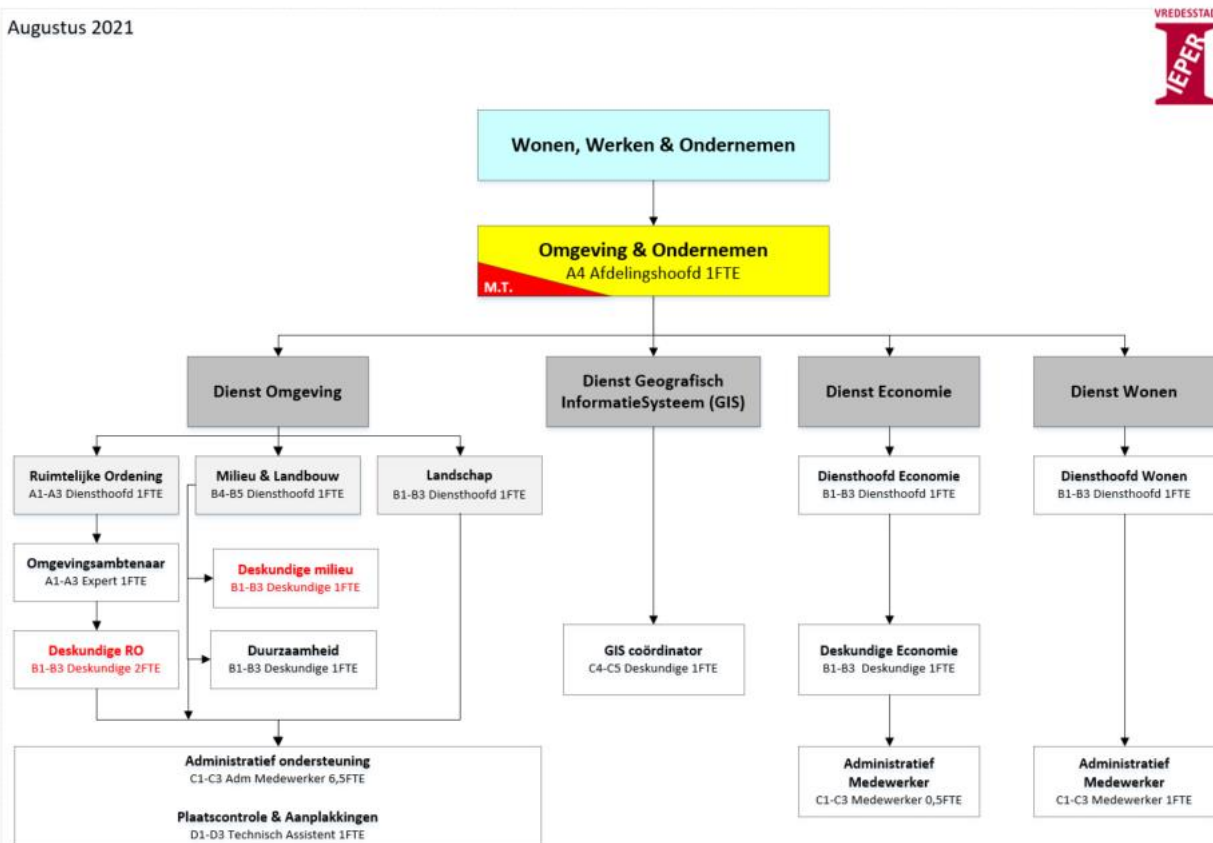 Augustus 2021
VREDESSTAD
IEPER
Wonen, Werken & Ondernemen
Omgeving & Ondernemen
A4 Afdelingshoofd 1FTE
M.T.
Dienst Omgeving
Dienst Geografisch
InformatieSysteem (GIS)
Dienst Economie
Dienst Wonen
Ruimtelijke Ordening
A1-A3 Diensthoofd 1FTE
Milieu & Landbouw
B4-B5 Diensthoofd 1FTE
Landschap
B1-B3 Diensthoofd 1FTE
Diensthoofd Economie
B1-B3 Diensthoofd 1FTE
Diensthoofd Wonen
B1-B3 Diensthoofd 1FTE
Omgevingsambtenaar
A1-A3 Expert 1FTE
Deskundige milieu
B1-B3 Deskundige 1FTE
Deskundige RO
B1-B3 Deskundige 2FTE
Duurzaamheid
B1-B3 Deskundige 1FTE
GIS coördinator
C4-C5 Deskundige 1FTE
Deskundige Economie
B1-B3 Deskundige 1FTE
Administratief ondersteuning
C1-C3 Adm Medewerker 6,5FTE
Plaatscontrole & Aanplakkingen
D1-D3 Technisch Assistent 1FTE
Administratief
Medewerker
C1-C3 Medewerker 0,5FTE
Administratief
Medewerker
C1-C3 Medewerker 1FTE